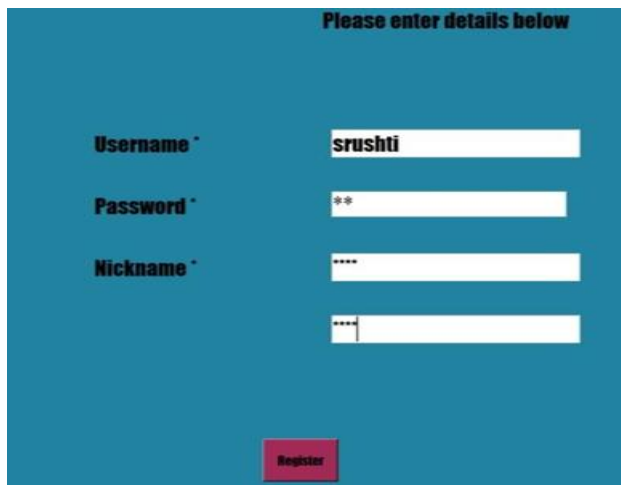 Please enter details below
Username * srushti
Password * **
Nickname * ****
****
Register